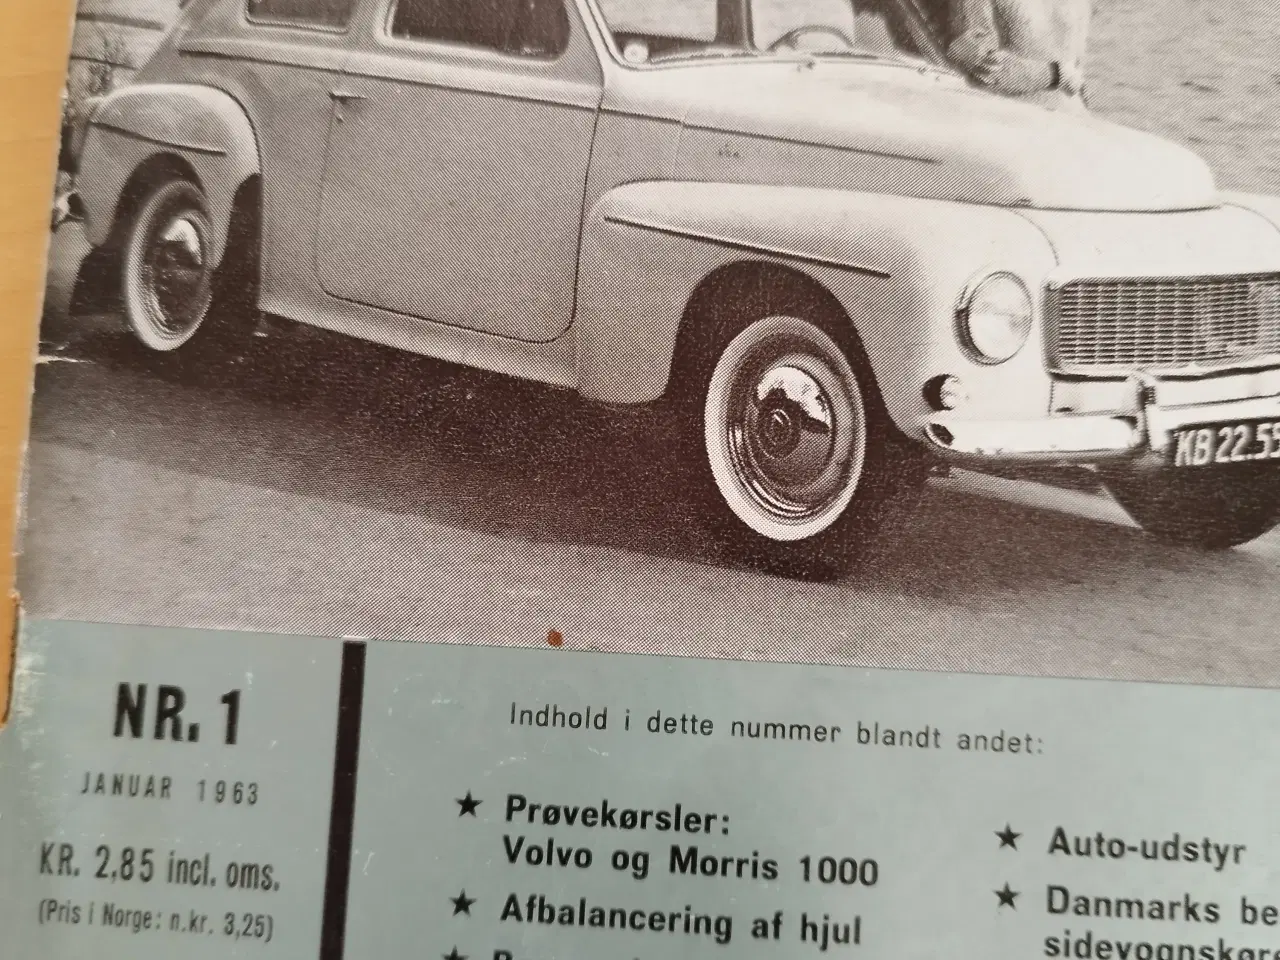 KB 22.55
NR. 1
JANUAR 1963
KR. 2,85 incl. oms.
(Pris i Norge: n.kr. 3,25)
Indhold i dette nummer blandt andet:
★ Prøvekørsler:
Volvo og Morris 1000
★ Afbalancering af hjul
★ Auto-udstyr
★ Danmarks be
sidevognskør